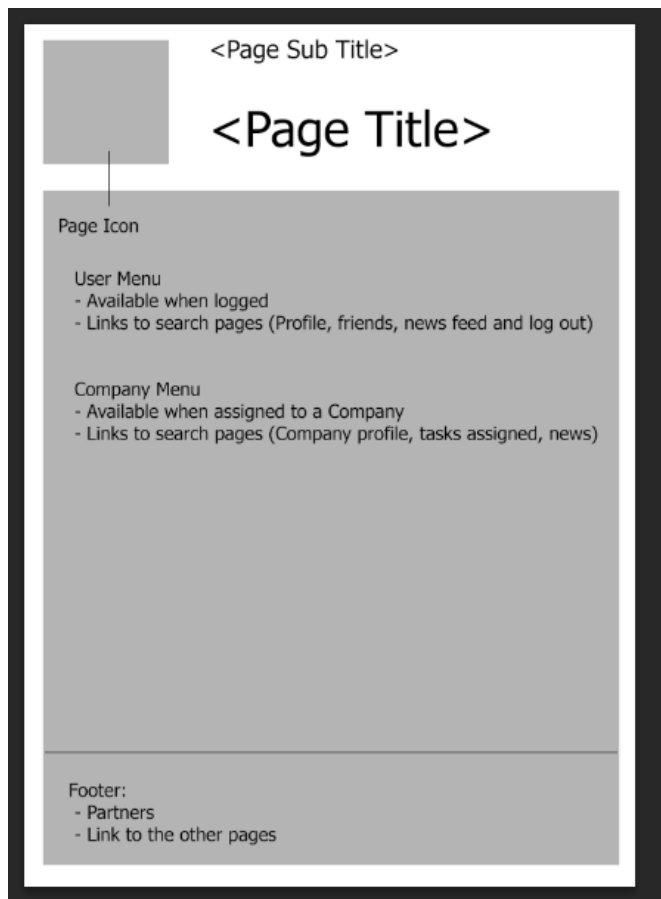 <Page Sub Title>
<Page Title>
Page Icon
User Menu
- Available when logged
- Links to search pages (Profile, friends, news feed and log out)
Company Menu
- Available when assigned to a Company
- Links to search pages (Company profile, tasks assigned, news)
Footer:
- Partners
- Link to the other pages